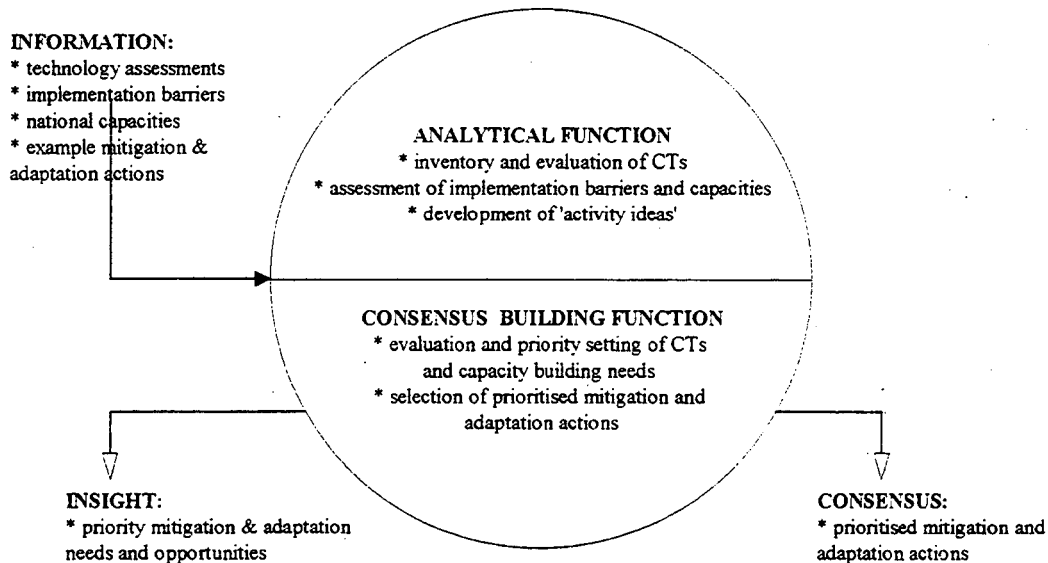 INFORMATION:
* technology assessments
* implementation barriers
* national capacities
* example mitigation &
adaptation actions
ANALYTICAL FUNCTION
* inventory and evaluation of CTs
* assessment of implementation barriers and capacities
* development of 'activity ideas'
CONSENSUS BUILDING FUNCTION
* evaluation and priority setting of CTs
and capacity building needs
* selection of prioritised mitigation and
adaptation actions
INSIGHT:
* priority mitigation & adaptation
needs and opportunities
CONSENSUS:
* prioritised mitigation and
adaptation actions